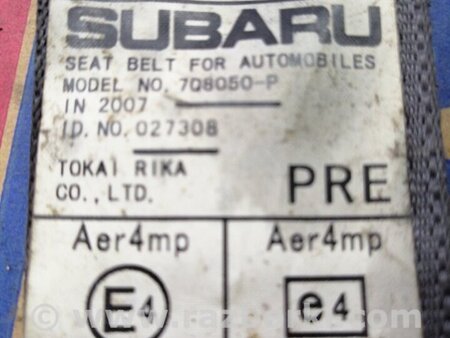 SUBARU
SEAT BELT FOR AUTOMOBILES
MODEL NO. 7Q8050-P
IN 2007
ID.NO. 027308
TOKAI RIKA
CO.,LTD.
PRE
Aer4mp Aer4mp
E4 e4